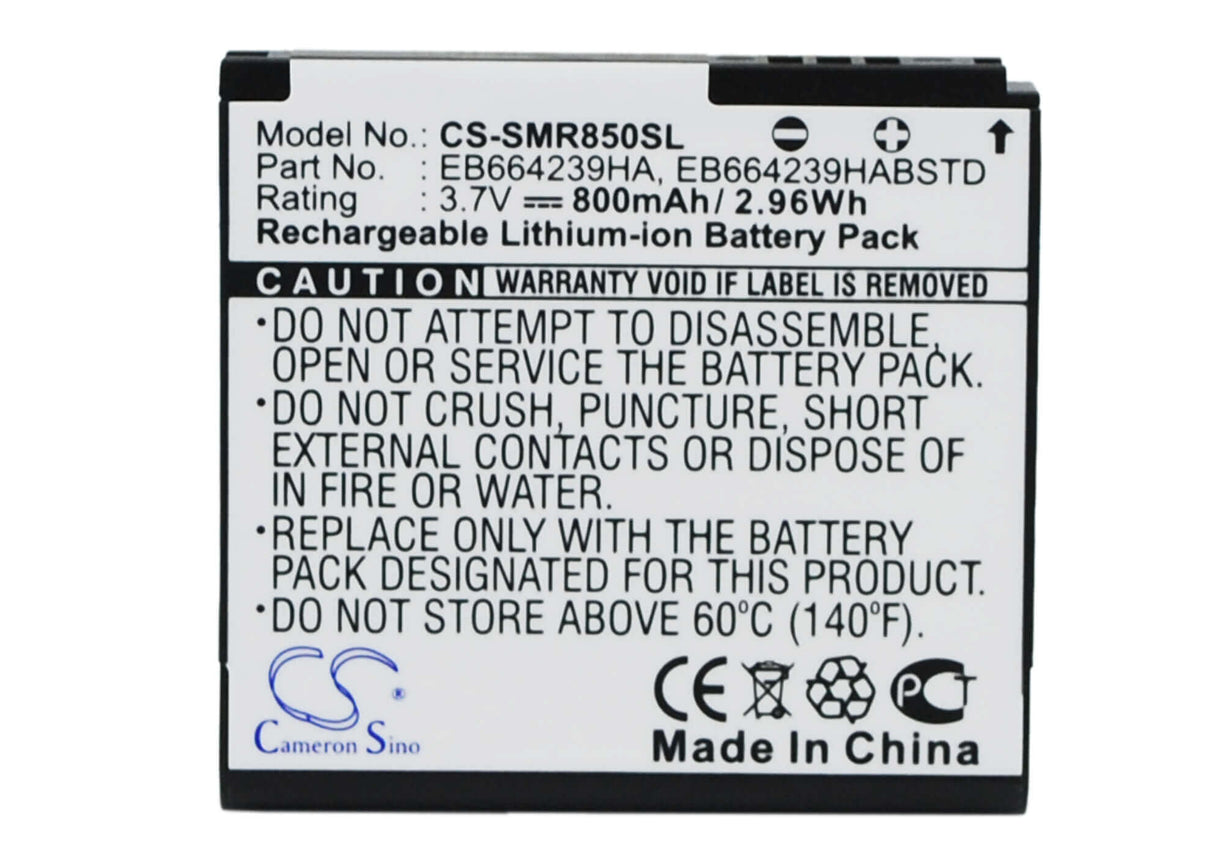 Model No.: CS-SMR850SL ⊖ ⊕ ↑
Part No. : EB664239HA, EB664239HABSTD
Rating : 3.7V ⎓ 800mAh/ 2.96Wh
Rechargeable Lithium-ion Battery Pack
CAUTION WARRANTY VOID IF LABEL IS REMOVED
•DO NOT ATTEMPT TO DISASSEMBLE,
OPEN OR SERVICE THE BATTERY PACK.
•DO NOT CRUSH, PUNCTURE, SHORT
EXTERNAL CONTACTS OR DISPOSE OF
IN FIRE OR WATER.
•REPLACE ONLY WITH THE BATTERY
PACK DESIGNATED FOR THIS PRODUCT.
•DO NOT STORE ABOVE 60°C (140°F).
CS®
Cameron Sino
CE PCT
Made In China